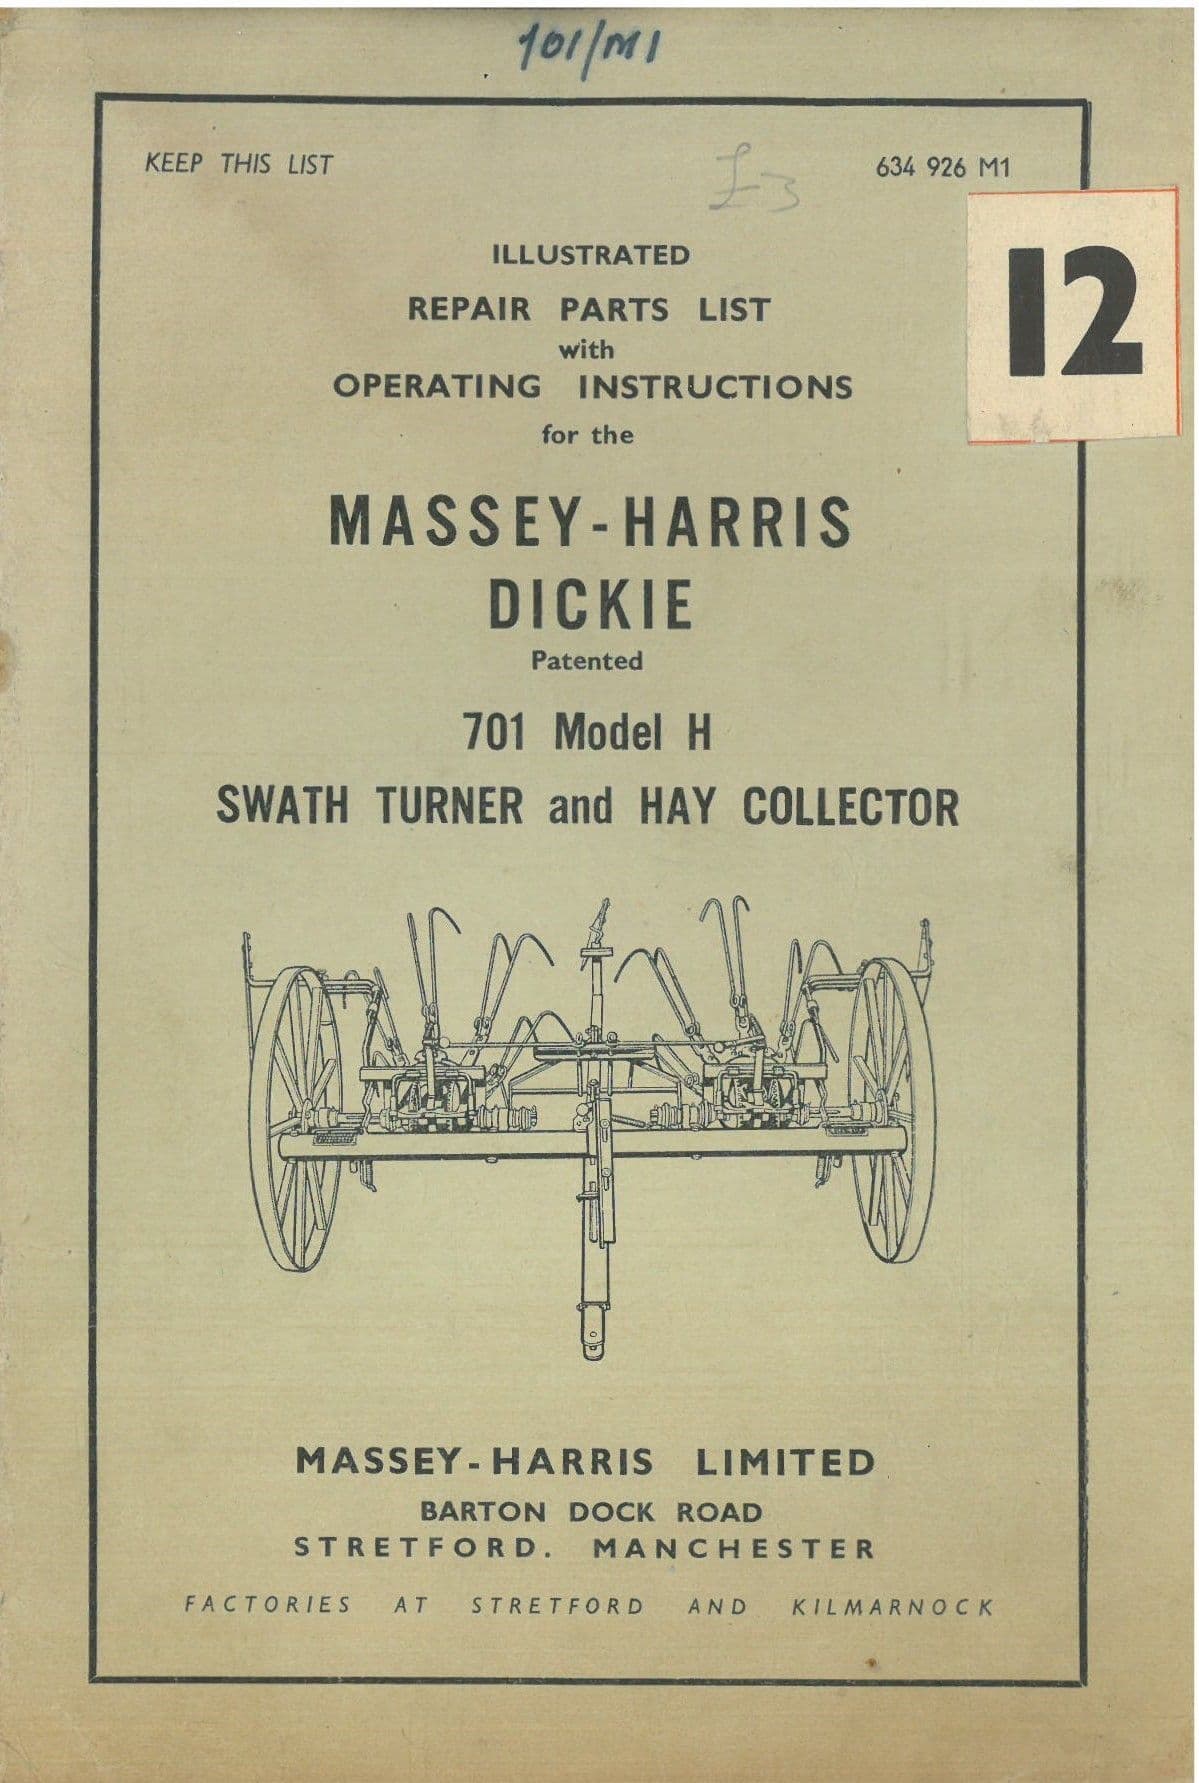 101/M1
KEEP THIS LIST
634 926 M1
£3
12
ILLUSTRATED
REPAIR PARTS LIST
with
OPERATING INSTRUCTIONS
for the
MASSEY-HARRIS
DICKIE
Patented
701 Model H
SWATH TURNER and HAY COLLECTOR
MASSEY-HARRIS LIMITED
BARTON DOCK ROAD
STRETFORD. MANCHESTER
FACTORIES AT STRETFORD AND KILMARNOCK